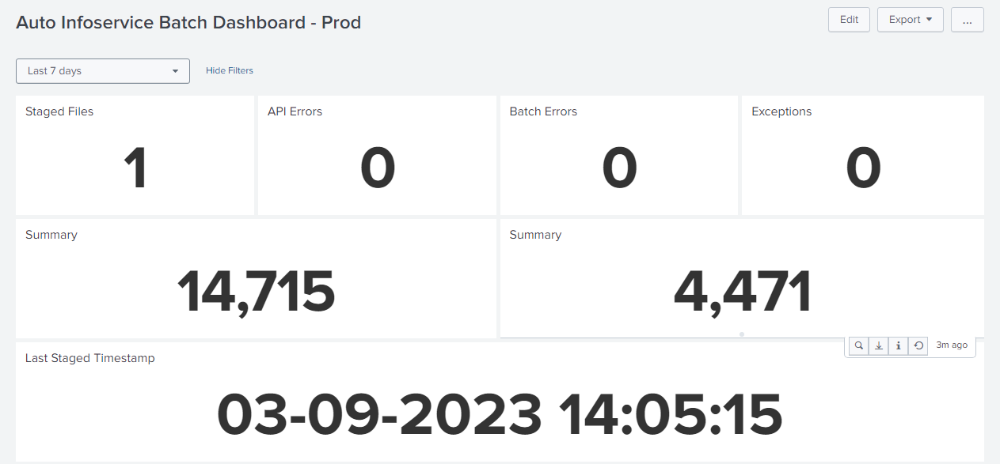 Auto Infoservice Batch Dashboard - Prod
Edit
Export
...
Last 7 days
Hide Filters
Staged Files
API Errors
Batch Errors
Exceptions
1
0
0
0
Summary
Summary
14,715
4,471
3m ago
Last Staged Timestamp
03-09-2023 14:05:15